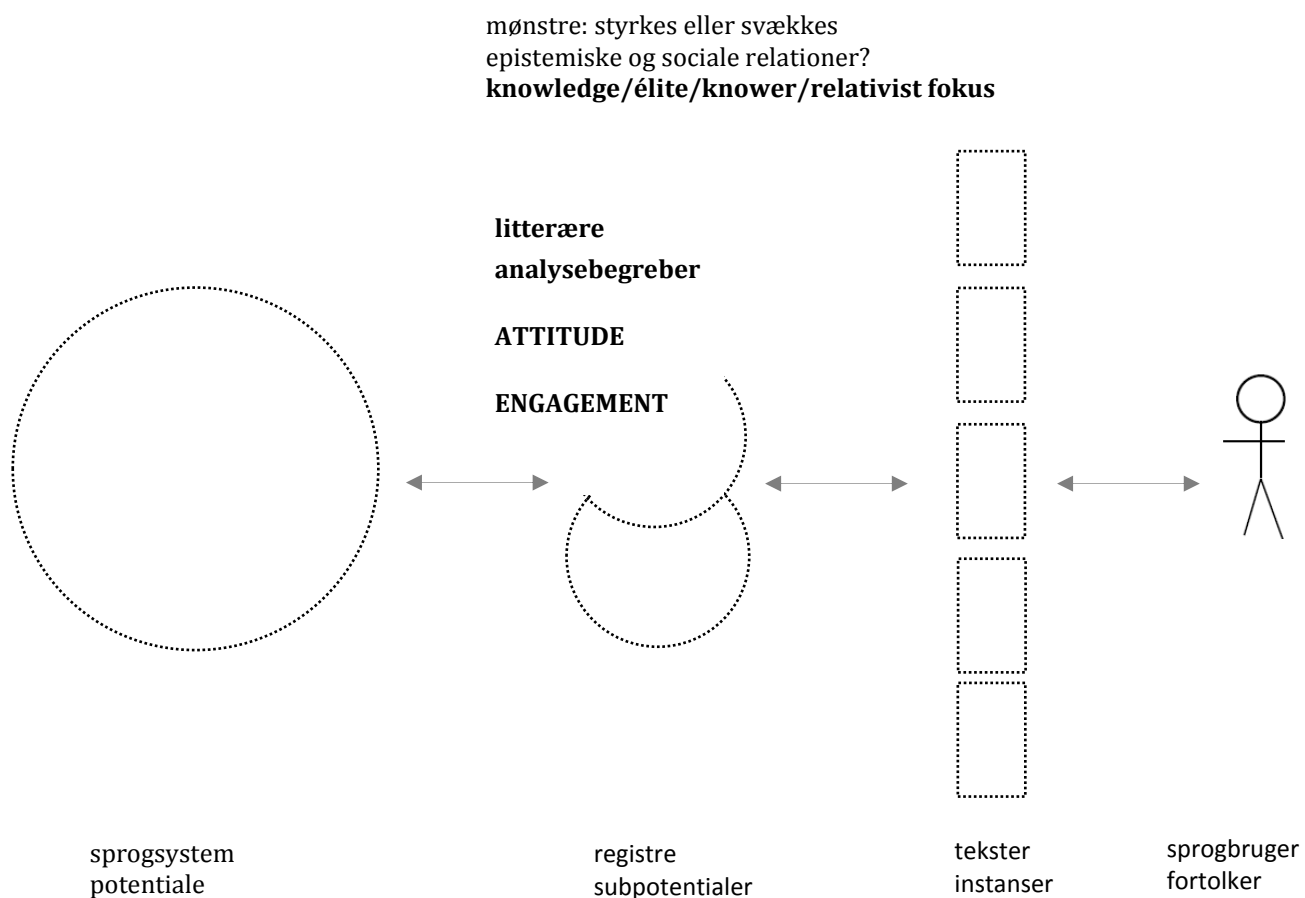 mønstre: styrkes eller svækkes
epistemiske og sociale relationer?
knowledge/élite/knower/relativist fokus
litterære
analysebegreber
ATTITUDE
ENGAGEMENT
sprogsystem
potentiale
registre
subpotentialer
tekster
instanser
sprogbruger
fortolker